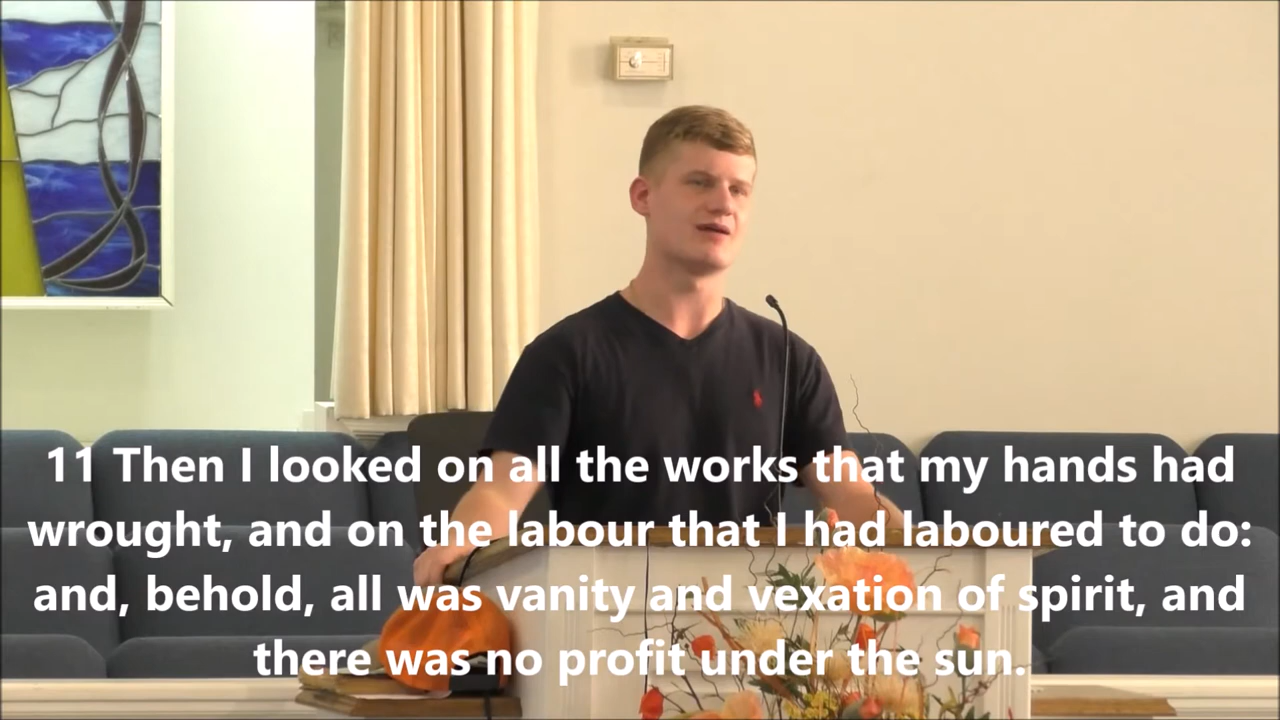 11 Then I looked on all the works that my hands had
wrought, and on the labour that I had laboured to do:
and, behold, all was vanity and vexation of spirit, and
there was no profit under the sun.